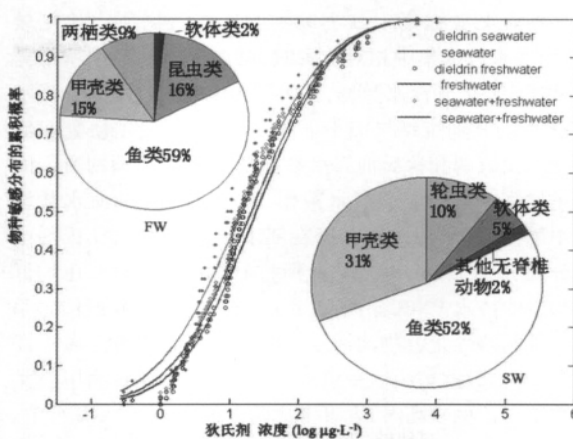 两栖类9%
软体类2%
昆虫类
16%
甲壳类
15%
鱼类59%
FW
dieldrin seawater
seawater
dieldrin freshwater
freshwater
seawater+freshwater
seawater+freshwater
轮虫类
10%
软体类
5%
甲壳类
31%
其他无脊椎
动物2%
鱼类52%
SW
物种敏感分布的累积概率
1
0.9
0.8
0.7
0.6
0.5
0.4
0.3
0.2
0.1
0
-1
0
1
2
3
4
5
6
狄氏剂 浓度 (log μg·L⁻¹)